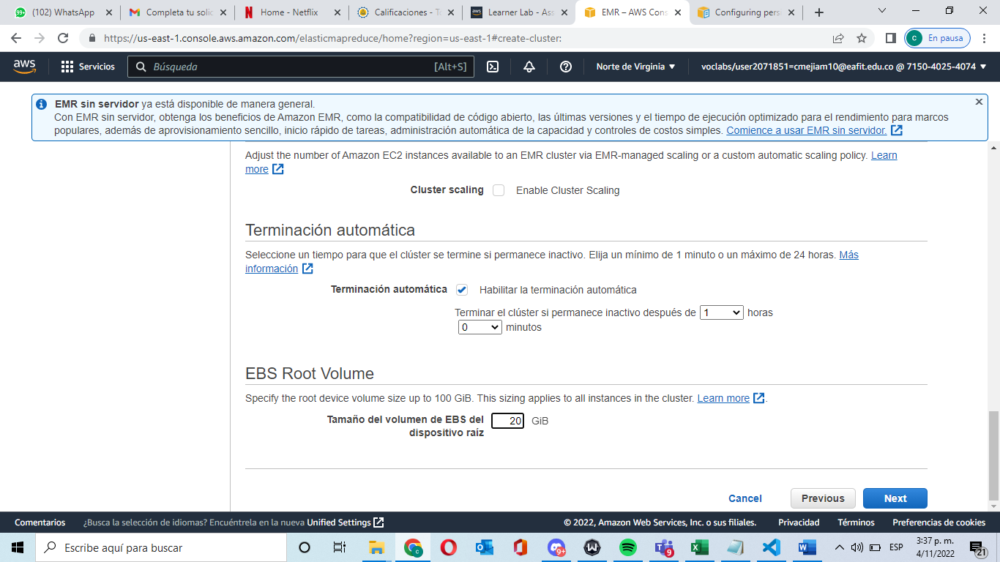 (102) WhatsApp
Completa tu solic
Home - Netflix
Calificaciones - Ta
Learner Lab - Ass
EMR – AWS Cons
Configuring persi
https://us-east-1.console.aws.amazon.com/elasticmapreduce/home?region=us-east-1#create-cluster:
c
En pausa
aws
Servicios
Búsqueda
[Alt+S]
Norte de Virginia
voclabs/user2071851=cmejiam10@eafit.edu.co @ 7150-4025-4074
EMR sin servidor ya está disponible de manera general.
Con EMR sin servidor, obtenga los beneficios de Amazon EMR, como la compatibilidad de código abierto, las últimas versiones y el tiempo de ejecución optimizado para el rendimiento para marcos
populares, además de aprovisionamiento sencillo, inicio rápido de tareas, administración automática de la capacidad y controles de costos simples. Comience a usar EMR sin servidor.
Adjust the number of Amazon EC2 instances available to an EMR cluster via EMR-managed scaling or a custom automatic scaling policy. Learn
more
Cluster scaling Enable Cluster Scaling
Terminación automática
Seleccione un tiempo para que el clúster se termine si permanece inactivo. Elija un mínimo de 1 minuto o un máximo de 24 horas. Más
información
Terminación automática Habilitar la terminación automática
Terminar el clúster si permanece inactivo después de 1 horas
0 minutos
EBS Root Volume
Specify the root device volume size up to 100 GiB. This sizing applies to all instances in the cluster. Learn more.
Tamaño del volumen de EBS del
dispositivo raíz
20 GiB
Cancel Previous Next
Comentarios
¿Busca la selección de idiomas? Encuéntrela en la nueva Unified Settings
© 2022, Amazon Web Services, Inc. o sus filiales.
Privacidad
Términos
Preferencias de cookies
Escribe aquí para buscar
9+
9
ESP
3:37 p. m.
4/11/2022
21